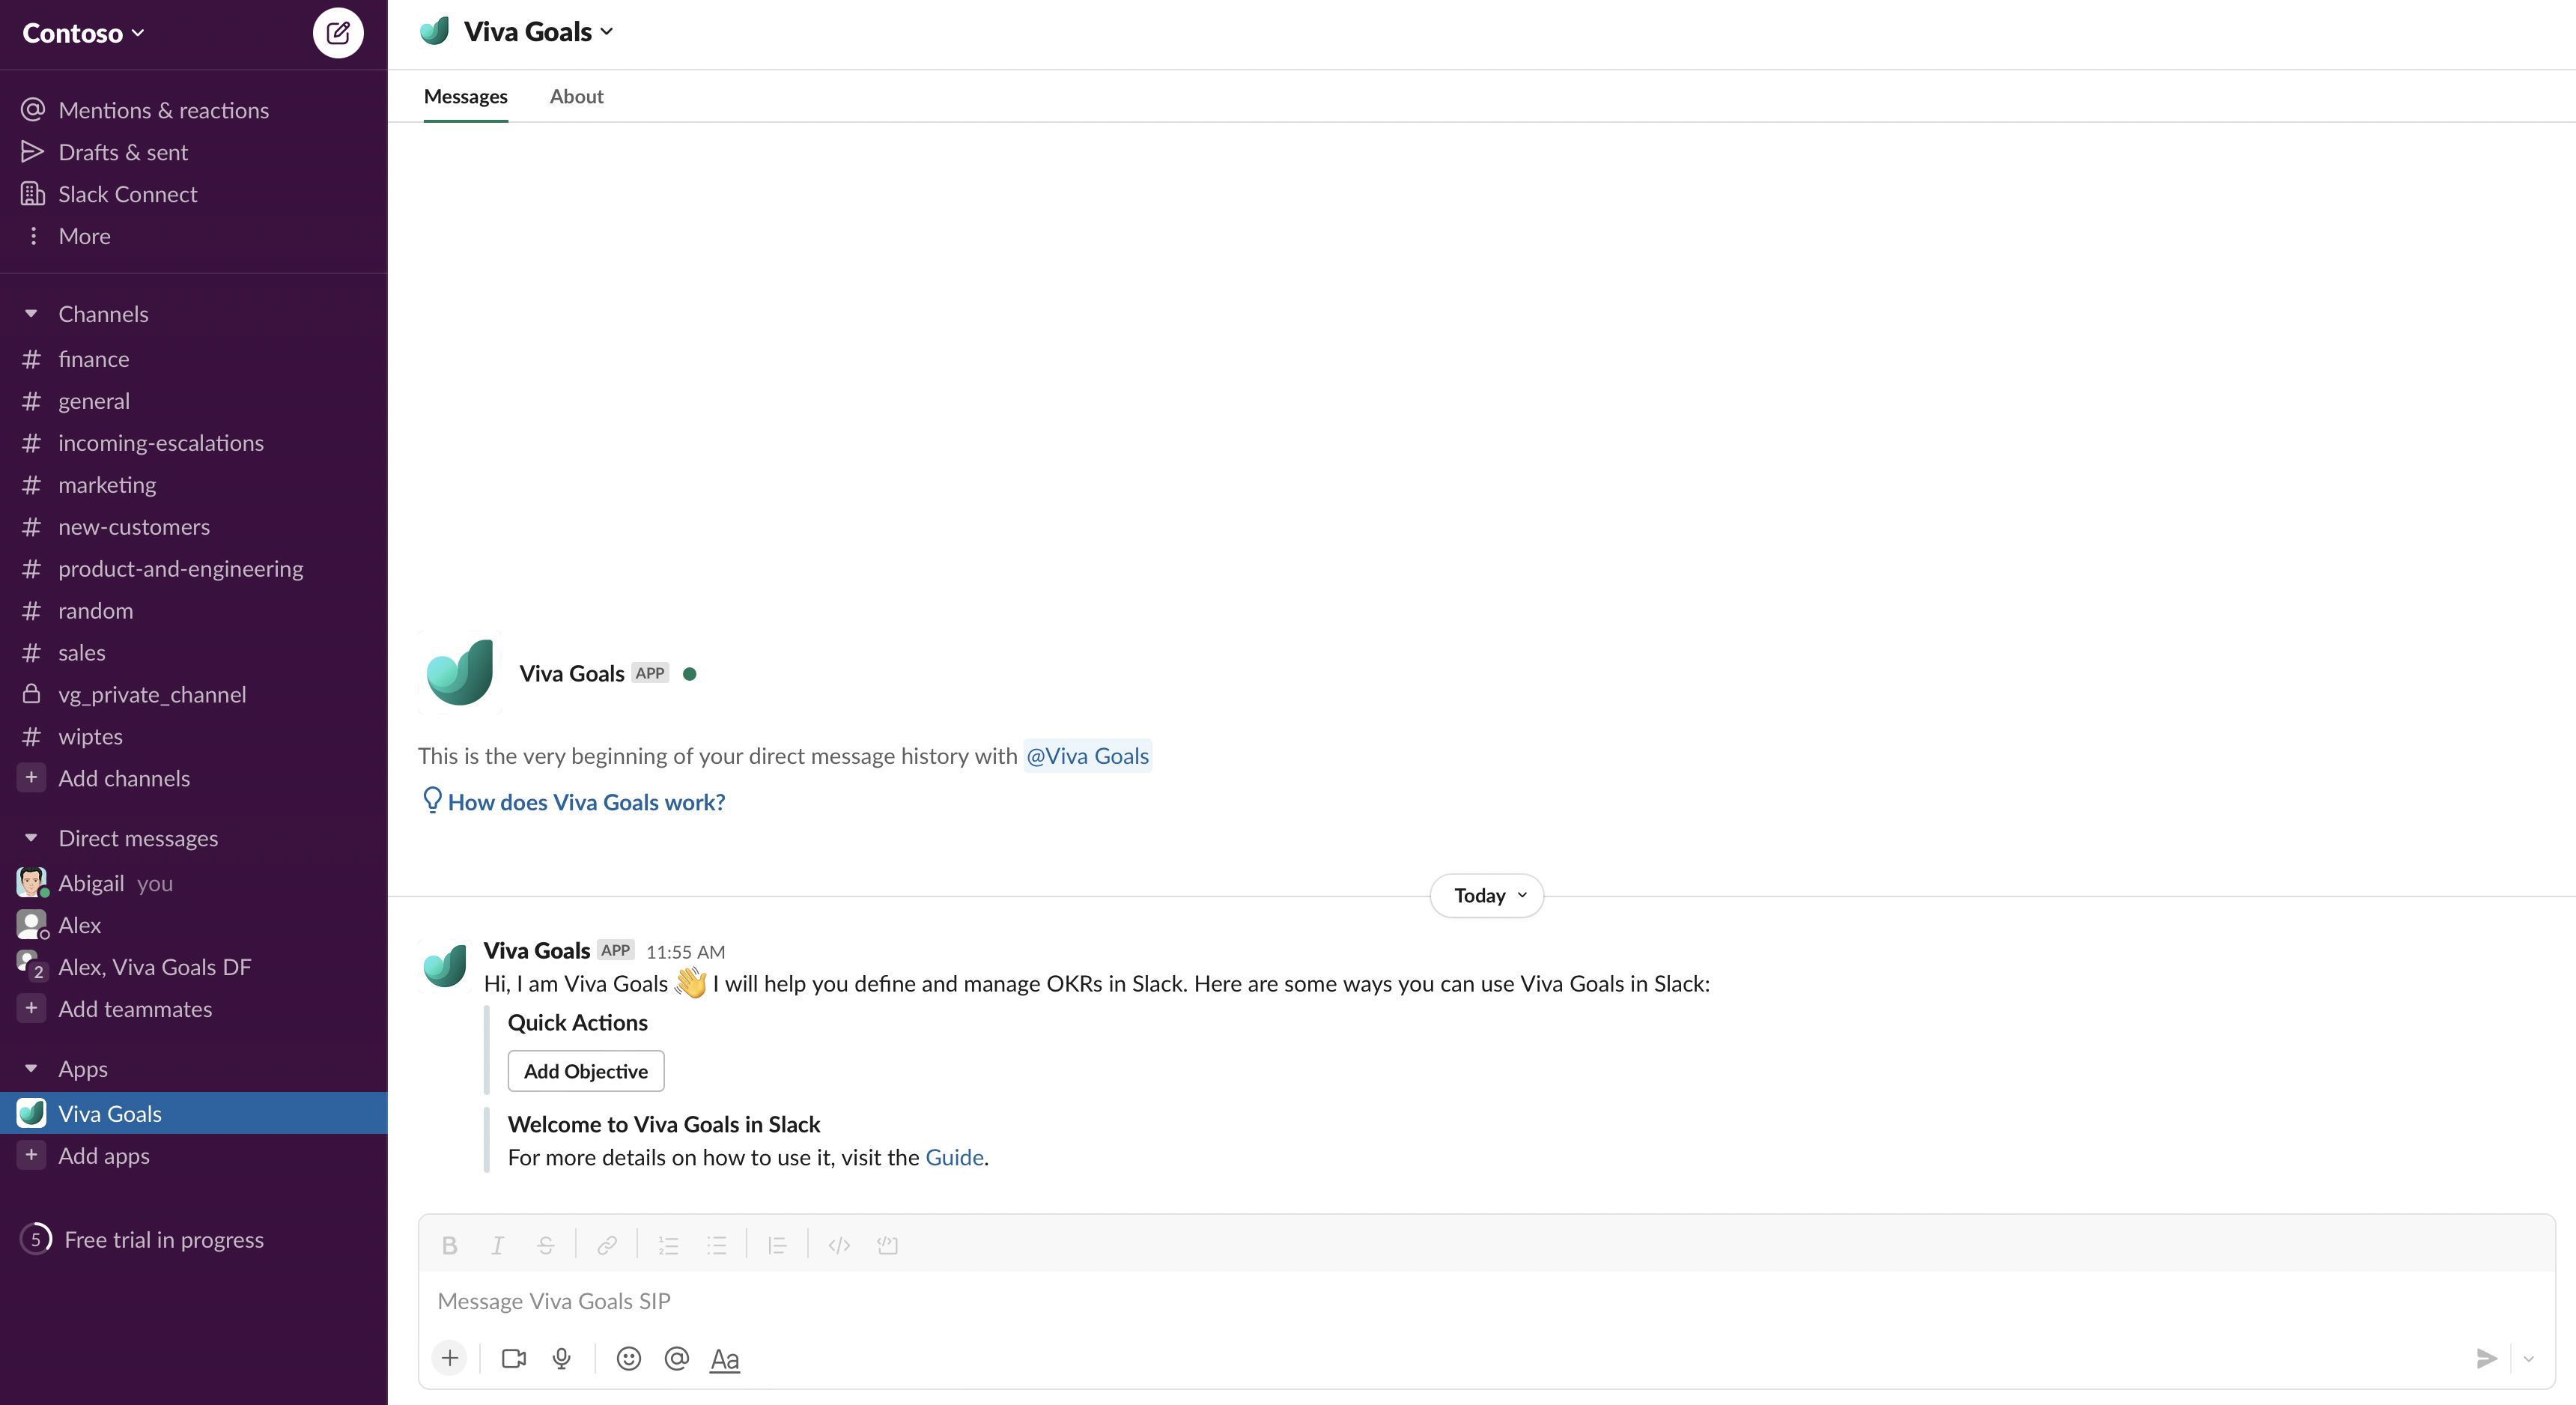 Contoso
Mentions & reactions
Drafts & sent
Slack Connect
More
Channels
# finance
# general
# incoming-escalations
# marketing
# new-customers
# product-and-engineering
# random
# sales
vg_private_channel
# wiptes
+ Add channels
Direct messages
Abigail you
Alex
2 Alex, Viva Goals DF
+ Add teammates
Apps
Viva Goals
+ Add apps
5 Free trial in progress
Viva Goals
Messages About
Viva Goals APP
This is the very beginning of your direct message history with @Viva Goals
How does Viva Goals work?
Today
Viva Goals APP 11:55 AM
Hi, I am Viva Goals 👋 I will help you define and manage OKRs in Slack. Here are some ways you can use Viva Goals in Slack:
Quick Actions
Add Objective
Welcome to Viva Goals in Slack
For more details on how to use it, visit the Guide.
B I S
Message Viva Goals SIP
+ @ Aa